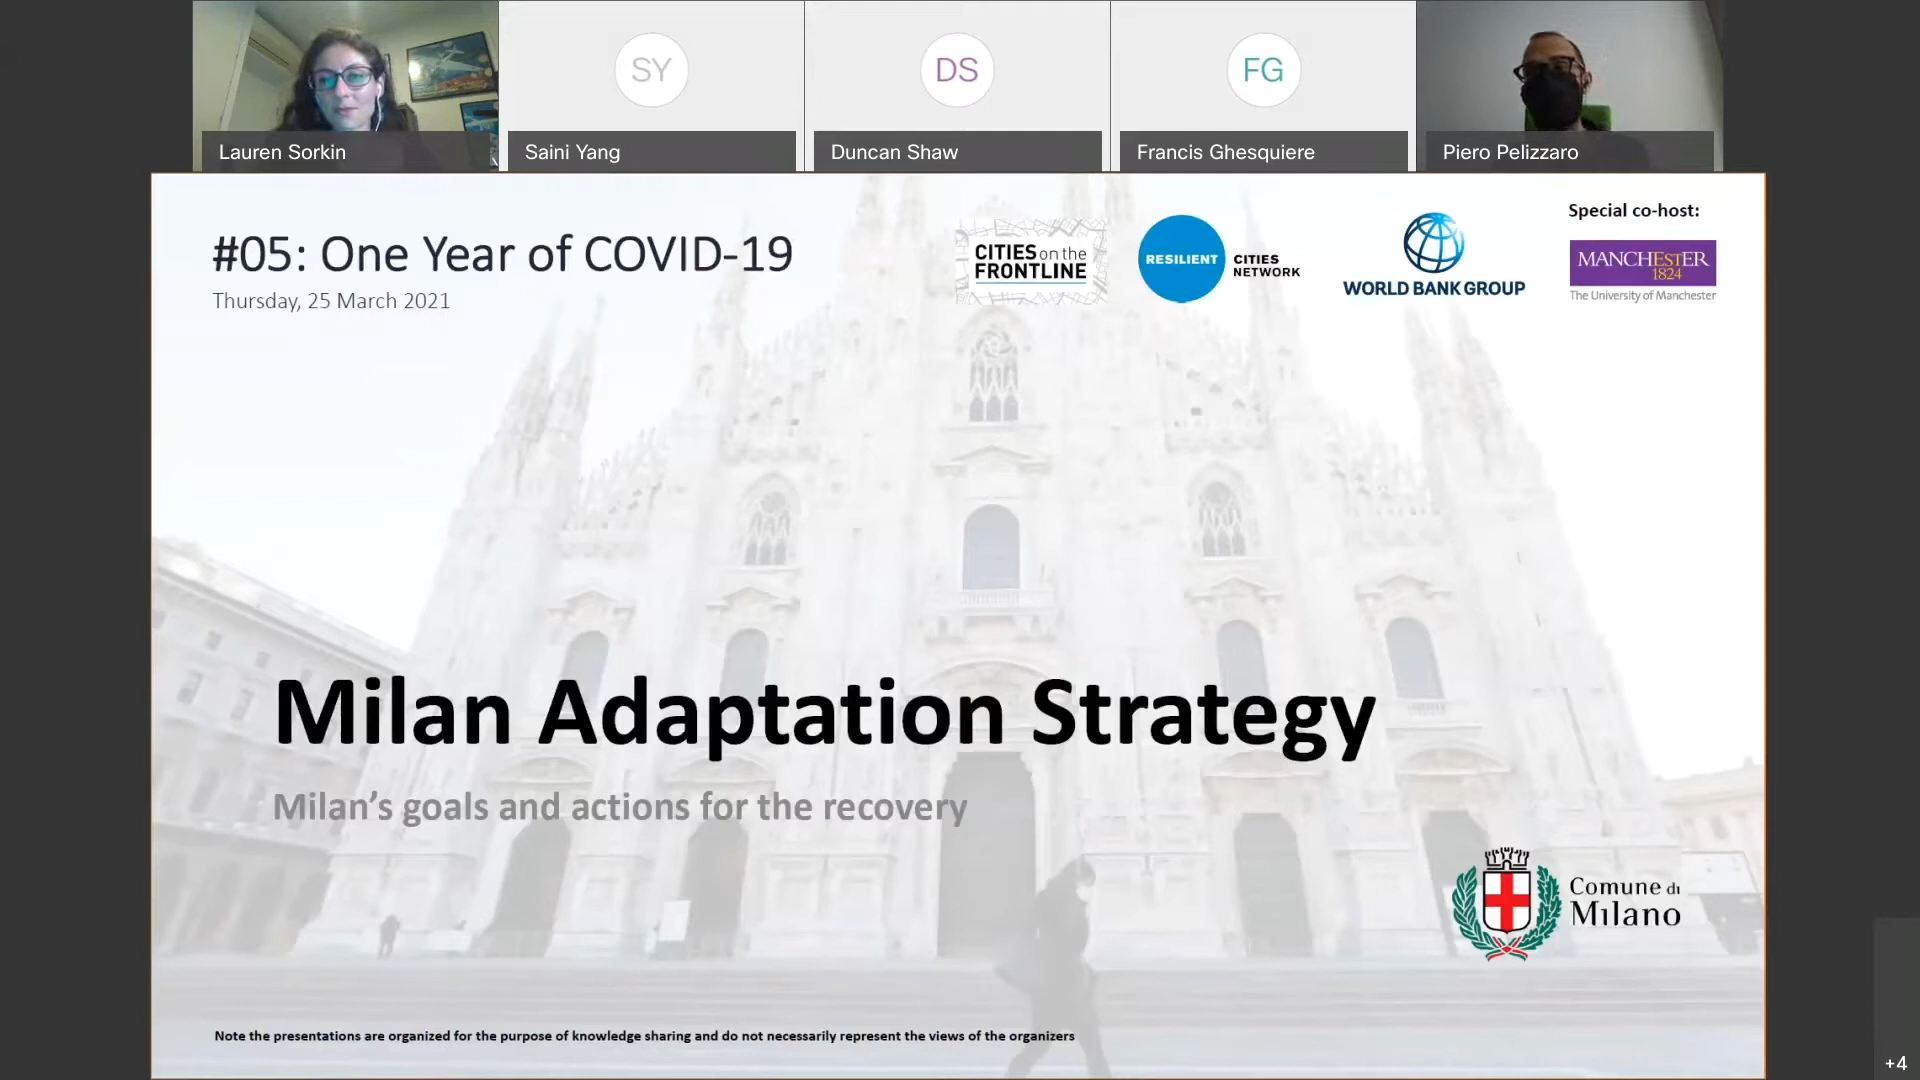 SY
DS
FG
Lauren Sorkin
Saini Yang
Duncan Shaw
Francis Ghesquiere
Piero Pelizzaro
#05: One Year of COVID-19
Thursday, 25 March 2021
CITIES on the
FRONTLINE
RESILIENT
CITIES
NETWORK
WORLD BANK GROUP
Special co-host:
MANCHESTER
1824
The University of Manchester
Milan Adaptation Strategy
Milan’s goals and actions for the recovery
Comune di
Milano
Note the presentations are organized for the purpose of knowledge sharing and do not necessarily represent the views of the organizers
+4